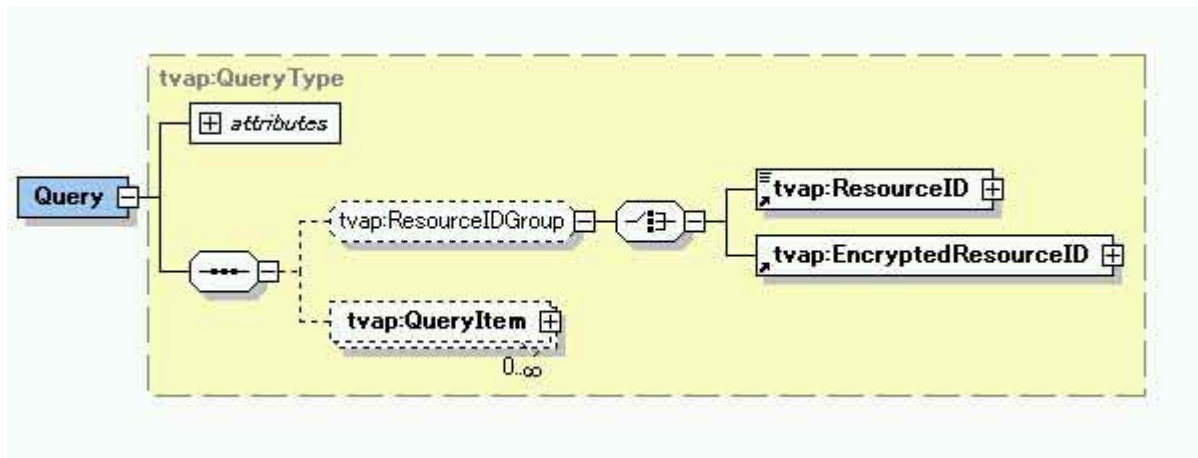 tvap:QueryType
attributes
Query
tvap:ResourceIDGroup
tvap:ResourceID
tvap:EncryptedResourceID
tvap:QueryItem
0..∞